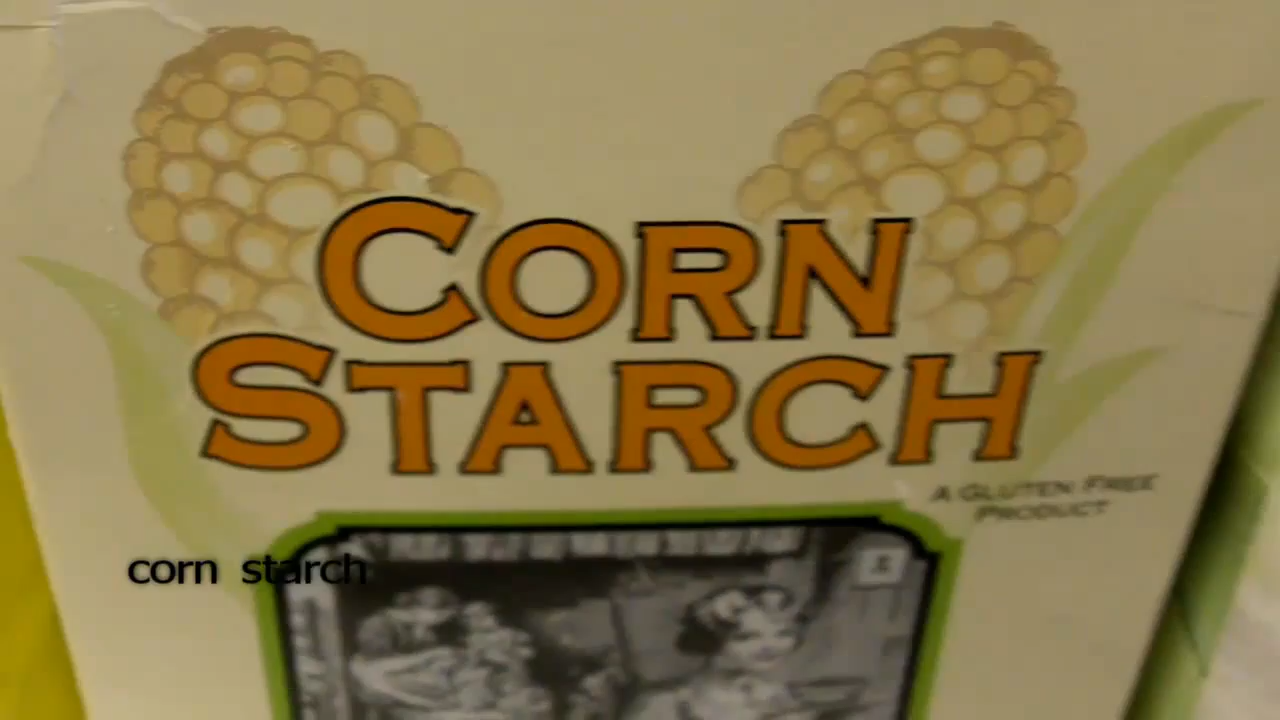 CORN
STARCH
A GLUTEN FREE
PRODUCT
corn starch